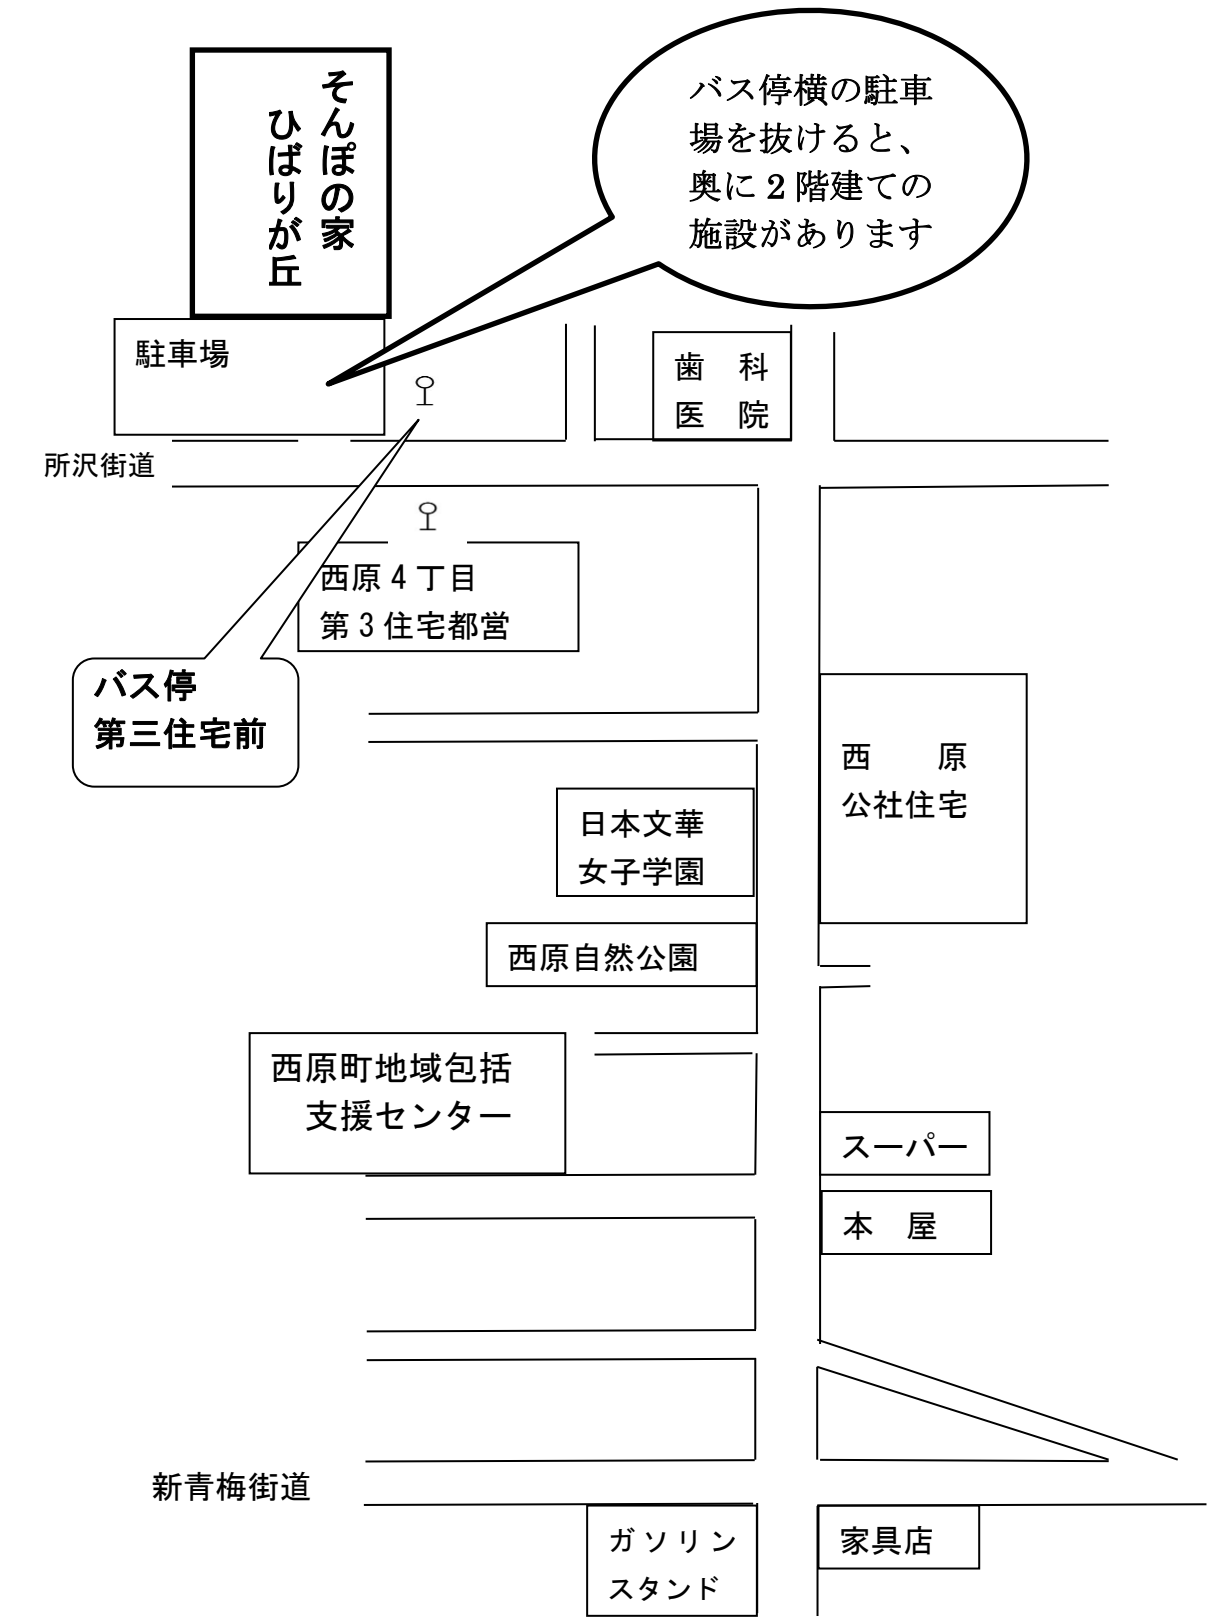 そんぽの家
ひばりが丘
バス停横の駐車
場を抜けると、
奥に2階建ての
施設があります
駐車場
歯　科
医　院
所沢街道
西原4丁目
第3住宅都営
バス停
第三住宅前
西　　原
公社住宅
日本文華
女子学園
西原自然公園
西原町地域包括
支援センター
スーパー
本　屋
新青梅街道
ガソリン
スタンド
家具店